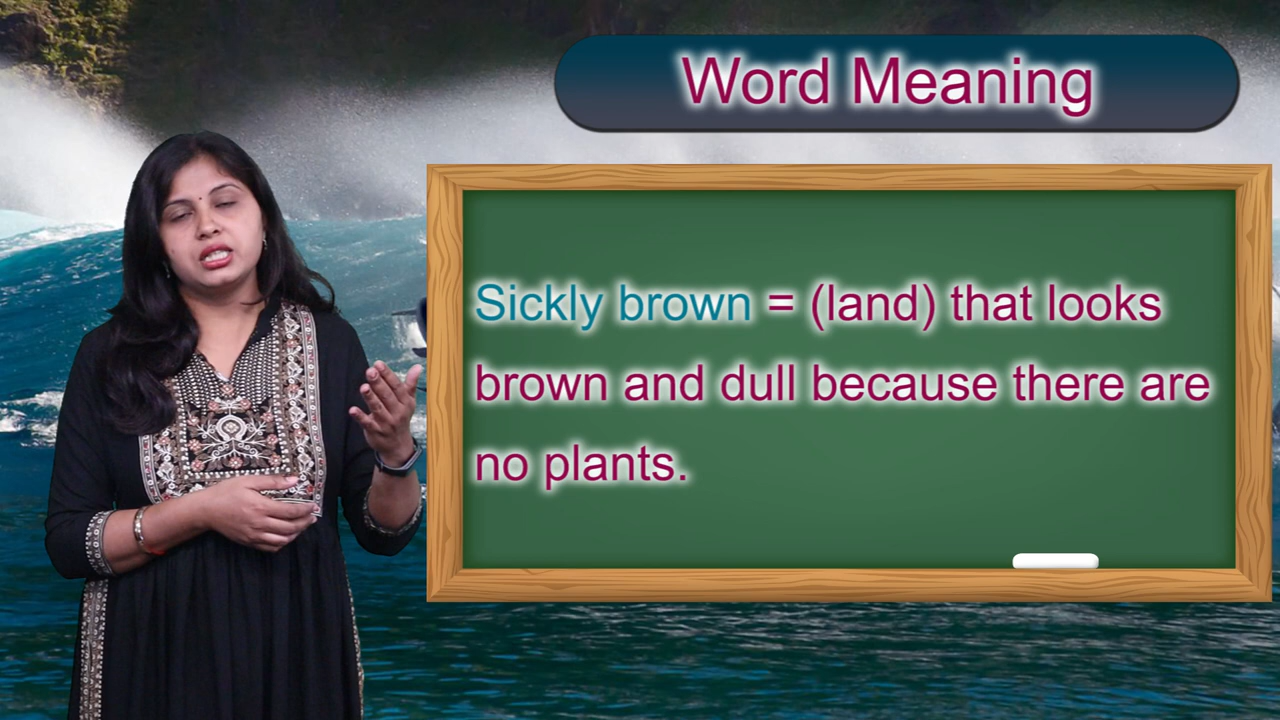 Word Meaning
Sickly brown = (land) that looks
brown and dull because there are
no plants.